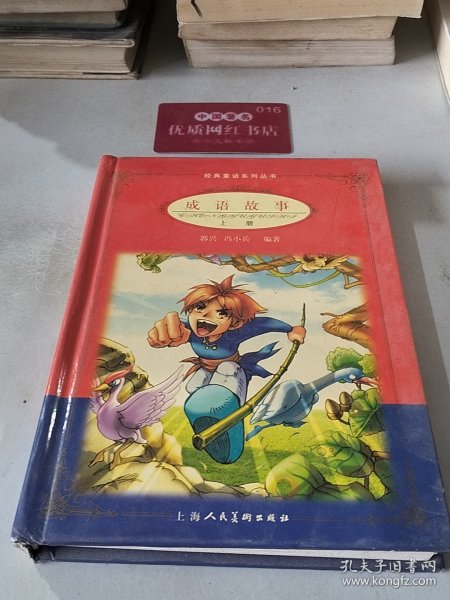 016
中国著名
优质网红书店
经典童话系列丛书
成语故事
CHENGYUGUSHI
上册
郭兴 冯小兵 编著
上海人民美术出版社
孔夫子旧书网
www.kongfz.com